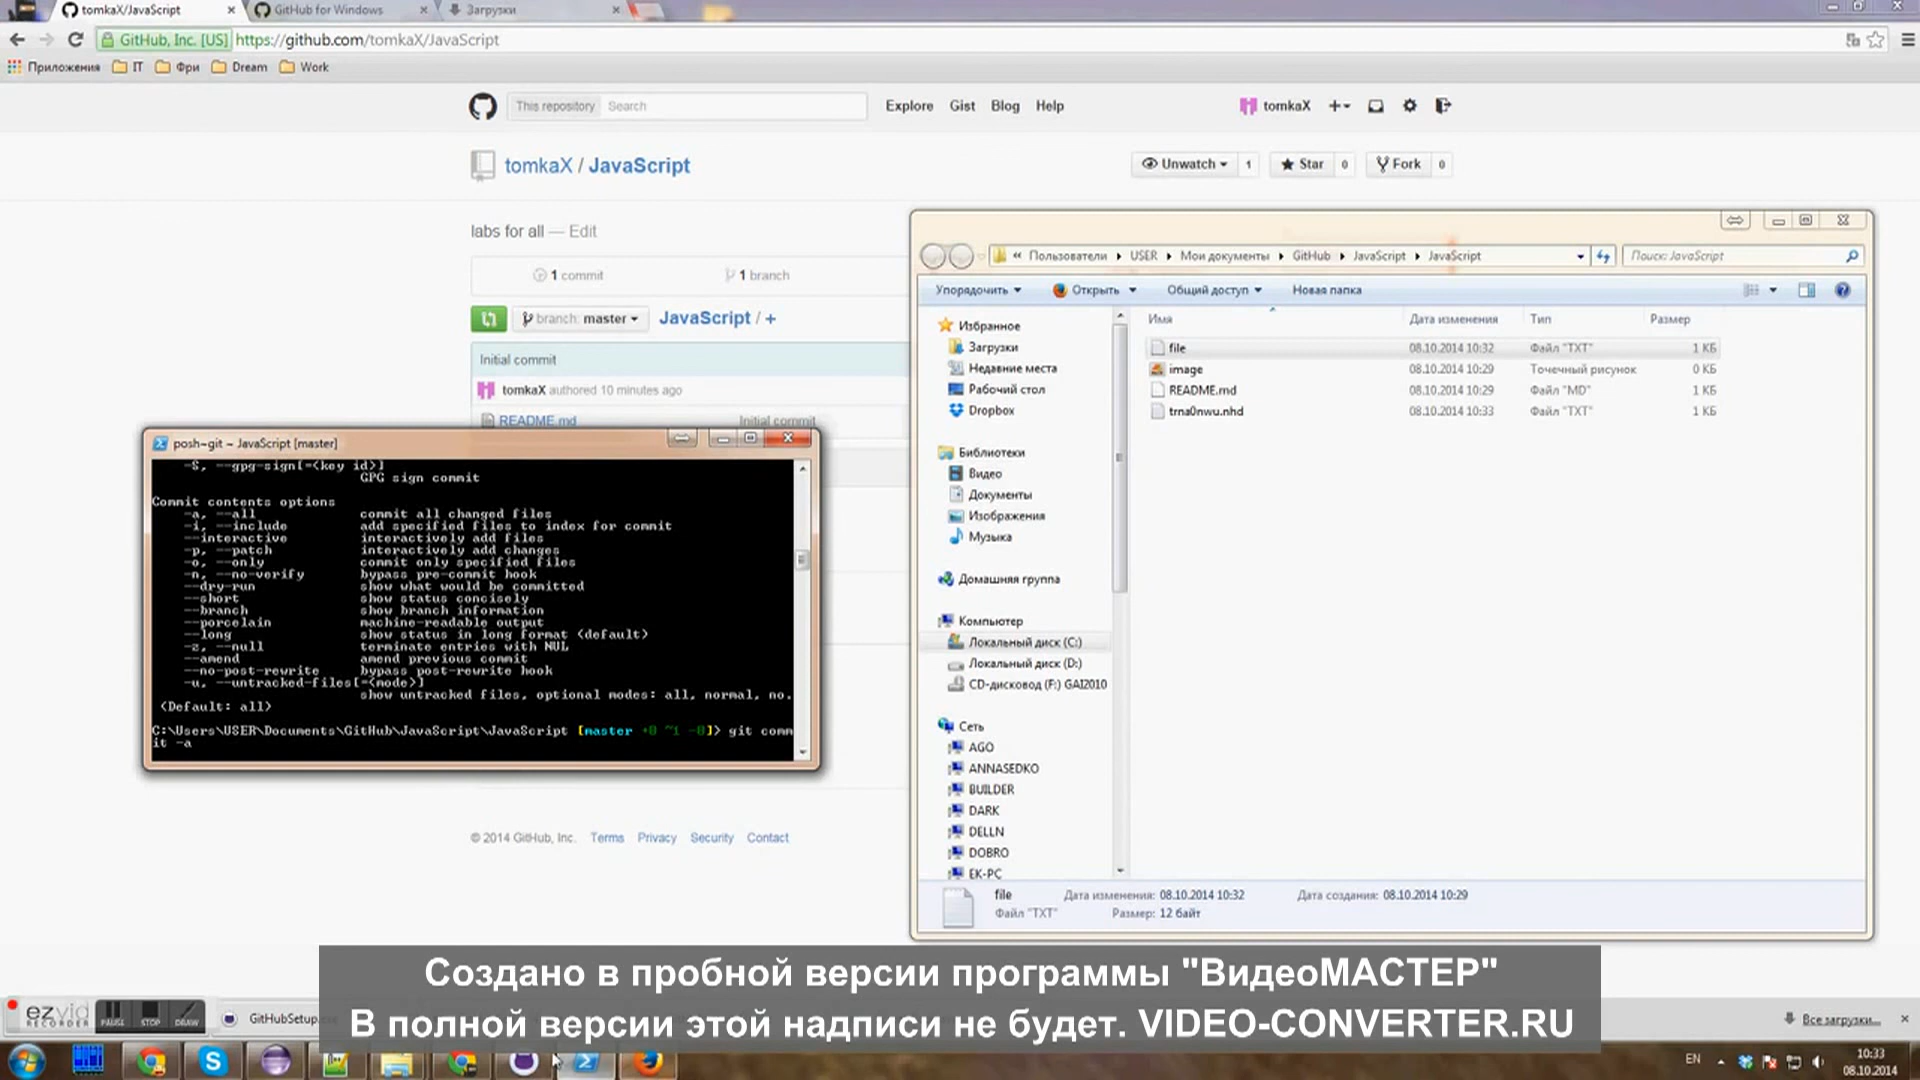 tomkaX/JavaScript
GitHub for Windows
Загрузки
GitHub, Inc. [US] https://github.com/tomkaX/JavaScript
Приложения IT Фри Dream Work
This repository Search
Explore Gist Blog Help
tomkaX
tomkaX / JavaScript
Unwatch 1 Star 0 Fork 0
labs for all — Edit
1 commit 1 branch
branch: master JavaScript / +
Initial commit
tomkaX authored 10 minutes ago
README.md Initial commit
posh~git ~ JavaScript [master]
-S, --gpg-sign[=<key id>]
GPG sign commit
Commit contents options
-a, --all commit all changed files
-i, --include add specified files to index for commit
--interactive interactively add files
-p, --patch interactively add changes
-o, --only commit only specified files
-n, --no-verify bypass pre-commit hook
--dry-run show what would be committed
--short show status concisely
--branch show branch information
--porcelain machine-readable output
--long show status in long format (default)
-z, --null terminate entries with NUL
--amend amend previous commit
--no-post-rewrite bypass post-rewrite hook
-u, --untracked-files[=<mode>]
show untracked files, optional modes: all, normal, no.
(Default: all)
C:\Users\USER\Documents\GitHub\JavaScript\JavaScript [master +0 ~1 -0]> git comm
it -a
© 2014 GitHub, Inc. Terms Privacy Security Contact
« Пользователи USER Мои документы GitHub JavaScript JavaScript
Поиск: JavaScript
Упорядочить Открыть Общий доступ Новая папка
Имя Дата изменения Тип Размер
file 08.10.2014 10:32 Файл "TXT" 1 КБ
image 08.10.2014 10:29 Точечный рисунок 0 КБ
README.md 08.10.2014 10:29 Файл "MD" 1 КБ
trna0nwu.nhd 08.10.2014 10:33 Файл "TXT" 1 КБ
Избранное
Загрузки
Недавние места
Рабочий стол
Dropbox
Библиотеки
Видео
Документы
Изображения
Музыка
Домашняя группа
Компьютер
Локальный диск (C:)
Локальный диск (D:)
CD-дисковод (F:) GAI2010
Сеть
AGO
ANNASEDKO
BUILDER
DARK
DELLN
DOBRO
EK-PC
file Дата изменения: 08.10.2014 10:32 Дата создания: 08.10.2014 10:29
Файл "TXT" Размер: 12 байт
Создано в пробной версии программы "ВидеоМАСТЕР"
В полной версии этой надписи не будет. VIDEO-CONVERTER.RU
ezvid
RECORDER
PAUSE STOP DRAW
GitHubSetup
Все загрузки...
EN
10:33
08.10.2014